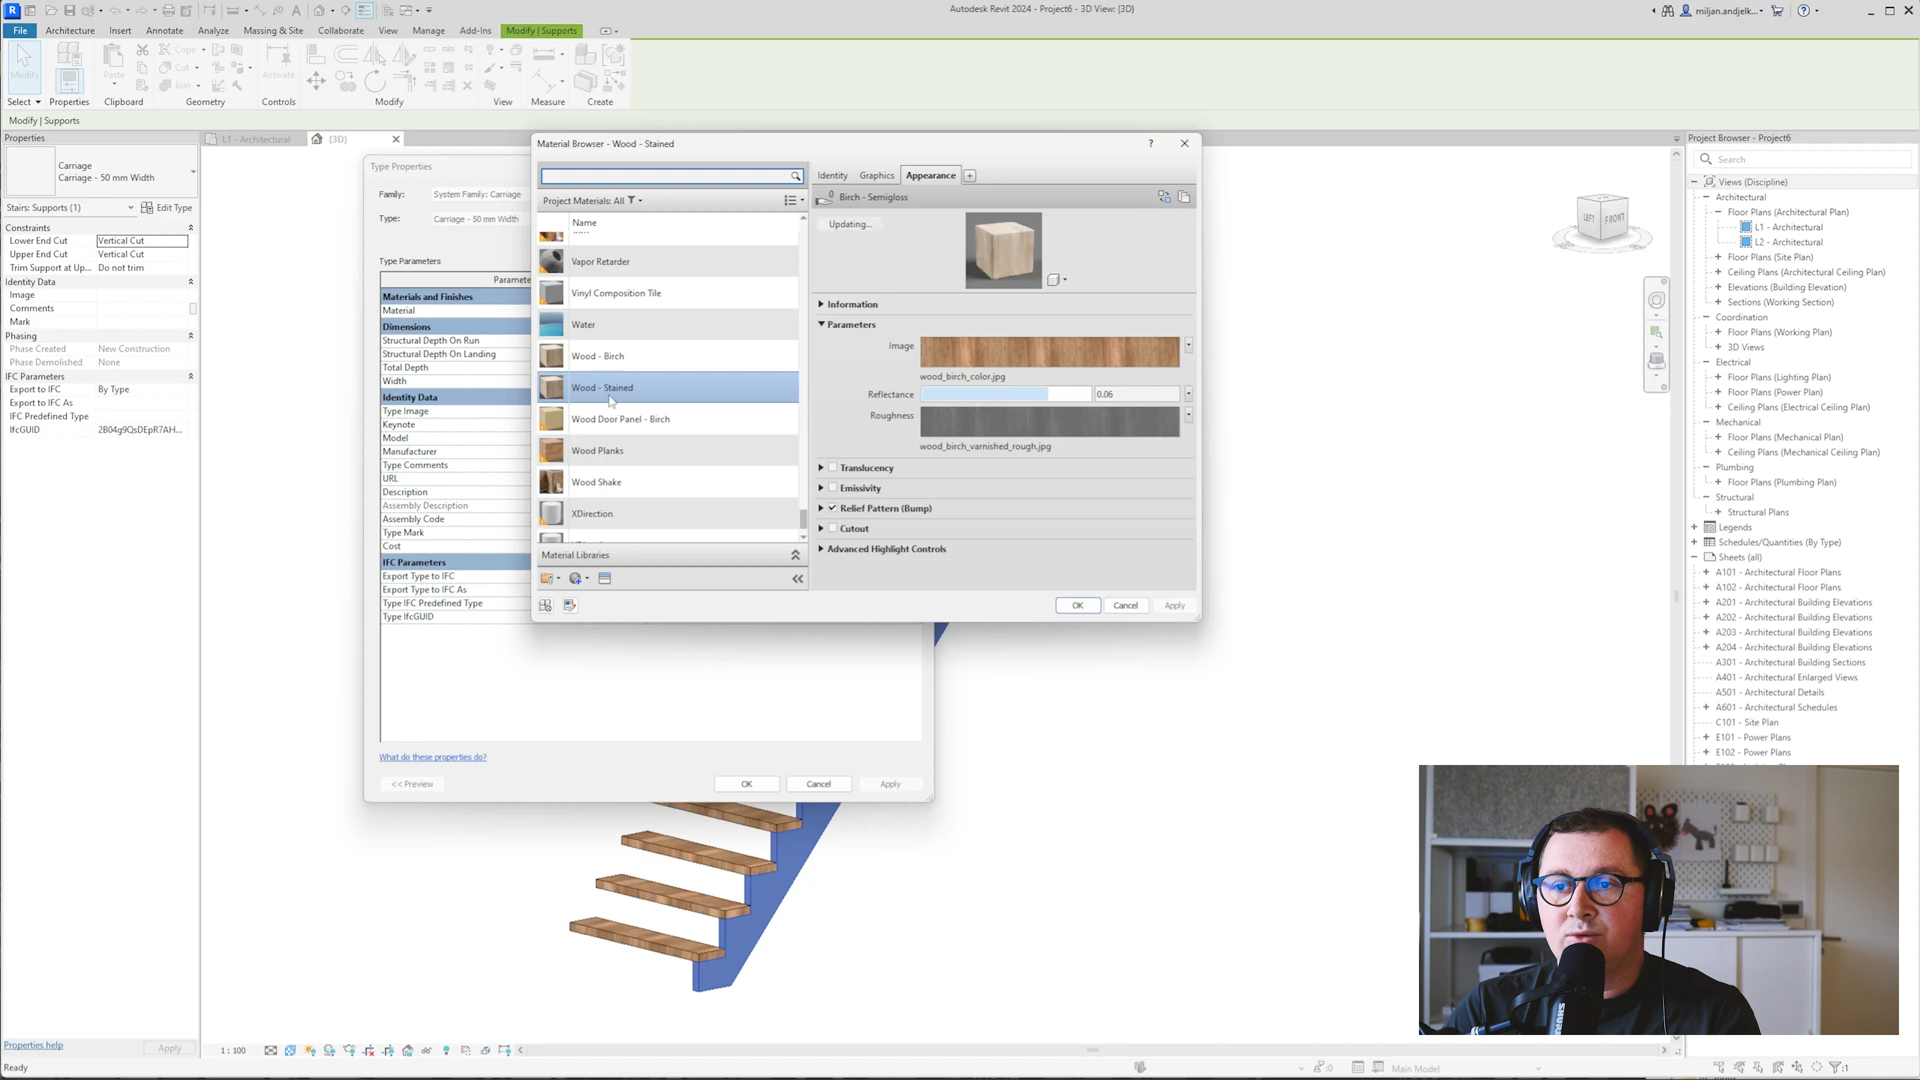 Autodesk Revit 2024 - Project6 - 3D View: {3D}
miljan.andjelk...
File Architecture Insert Annotate Analyze Massing & Site Collaborate View Manage Add-Ins Modify | Supports
Modify Paste Cope Cut Join Activate
Select Properties Clipboard Geometry Controls Modify View Measure Create
Modify | Supports
Properties
Carriage
Carriage - 50 mm Width
Stairs: Supports (1) Edit Type
Constraints
Lower End Cut Vertical Cut
Upper End Cut Vertical Cut
Trim Support at Up... Do not trim
Identity Data
Image
Comments
Mark
Phasing
Phase Created New Construction
Phase Demolished None
IFC Parameters
Export to IFC By Type
Export to IFC As
IFC Predefined Type
IfcGUID 2B04g9QsDEpR7AH...
Properties help Apply
Ready
L1 - Architectural {3D}
Type Properties
Family: System Family: Carriage
Type: Carriage - 50 mm Width
Type Parameters
Parame
Materials and Finishes
Material
Dimensions
Structural Depth On Run
Structural Depth On Landing
Total Depth
Width
Identity Data
Type Image
Keynote
Model
Manufacturer
Type Comments
URL
Description
Assembly Description
Assembly Code
Type Mark
Cost
IFC Parameters
Export Type to IFC
Export Type to IFC As
Type IFC Predefined Type
Type IfcGUID
What do these properties do?
<< Preview OK Cancel Apply
Material Browser - Wood - Stained
Project Materials: All
Name
Vapor Retarder
Vinyl Composition Tile
Water
Wood - Birch
Wood - Stained
Wood Door Panel - Birch
Wood Planks
Wood Shake
XDirection
Material Libraries
Identity Graphics Appearance
0 Birch - Semigloss
Updating...
Information
Parameters
Image
wood_birch_color.jpg
Reflectance 0.06
Roughness
wood_birch_varnished_rough.jpg
Translucency
Emissivity
Relief Pattern (Bump)
Cutout
Advanced Highlight Controls
OK Cancel Apply
LEFT FRONT
Project Browser - Project6
Search
Views (Discipline)
Architectural
Floor Plans (Architectural Plan)
L1 - Architectural
L2 - Architectural
Floor Plans (Site Plan)
Ceiling Plans (Architectural Ceiling Plan)
Elevations (Building Elevation)
Sections (Working Section)
Coordination
Floor Plans (Working Plan)
3D Views
Electrical
Floor Plans (Lighting Plan)
Floor Plans (Power Plan)
Ceiling Plans (Electrical Ceiling Plan)
Mechanical
Floor Plans (Mechanical Plan)
Ceiling Plans (Mechanical Ceiling Plan)
Plumbing
Floor Plans (Plumbing Plan)
Structural
Structural Plans
Legends
Schedules/Quantities (By Type)
Sheets (all)
A101 - Architectural Floor Plans
A102 - Architectural Floor Plans
A201 - Architectural Building Elevations
A202 - Architectural Building Elevations
A203 - Architectural Building Elevations
A204 - Architectural Building Elevations
A301 - Architectural Building Sections
A401 - Architectural Enlarged Views
A501 - Architectural Details
A601 - Architectural Schedules
C101 - Site Plan
E101 - Power Plans
E102 - Power Plans
SHURE
1 : 100
:0 Main Model :1